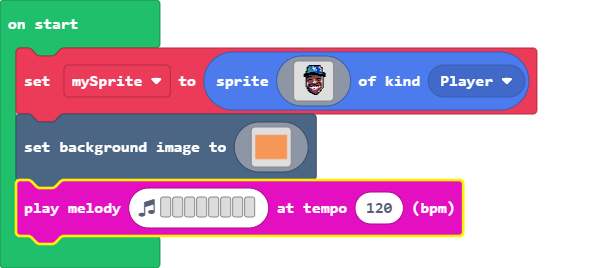 on start
set mySprite to sprite of kind Player
set background image to
play melody at tempo 120 (bpm)